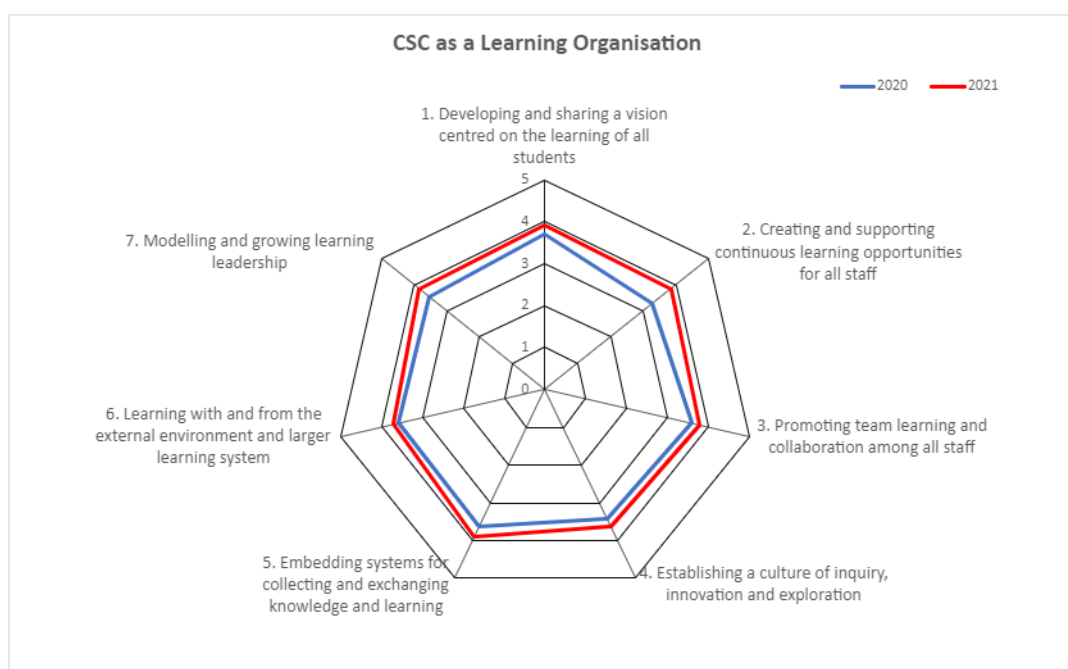 CSC as a Learning Organisation
2020
2021
1. Developing and sharing a vision
centred on the learning of all
students
2. Creating and supporting
continuous learning opportunities
for all staff
3. Promoting team learning and
collaboration among all staff
4. Establishing a culture of inquiry,
innovation and exploration
5. Embedding systems for
collecting and exchanging
knowledge and learning
6. Learning with and from the
external environment and larger
learning system
7. Modelling and growing learning
leadership
5
4
3
2
1
0